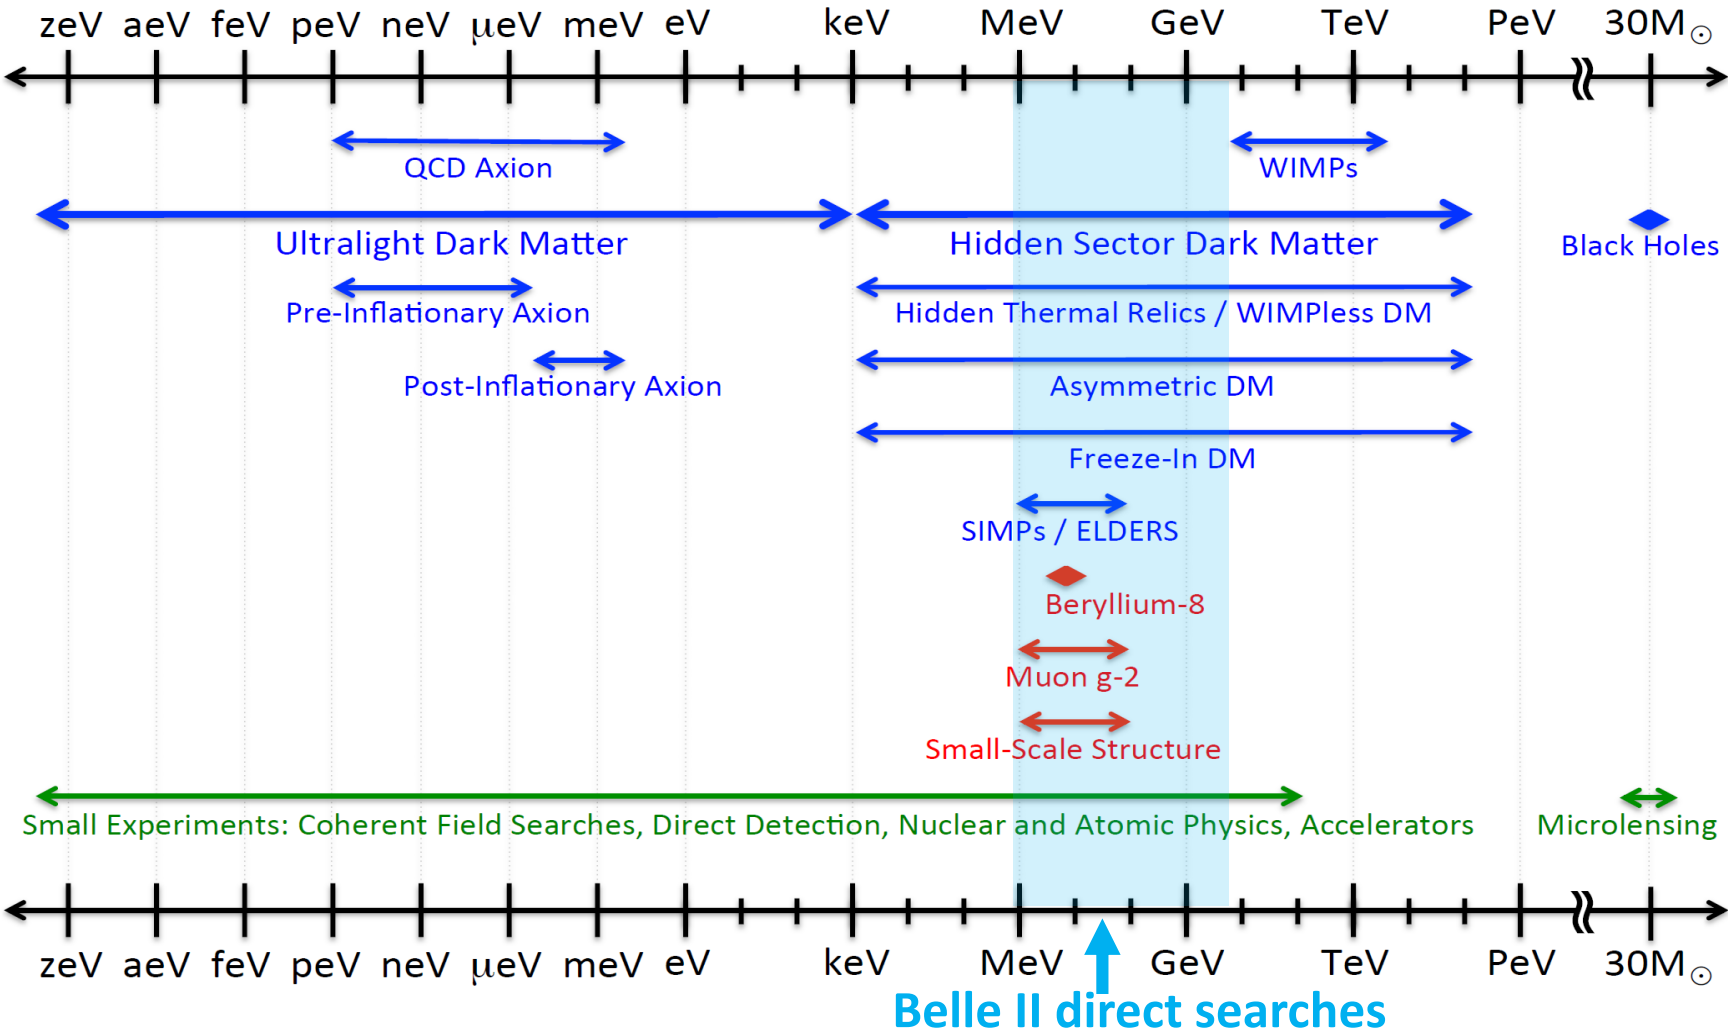 zeV aeV feV peV neV μeV meV eV keV MeV GeV TeV PeV 30M☉
QCD Axion WIMPs
Ultralight Dark Matter Hidden Sector Dark Matter Black Holes
Pre-Inflationary Axion Hidden Thermal Relics / WIMPless DM
Post-Inflationary Axion Asymmetric DM
Freeze-In DM
SIMPs / ELDERS
Beryllium-8
Muon g-2
Small-Scale Structure
Small Experiments: Coherent Field Searches, Direct Detection, Nuclear and Atomic Physics, Accelerators Microlensing
zeV aeV feV peV neV μeV meV eV keV MeV GeV TeV PeV 30M☉
Belle II direct searches